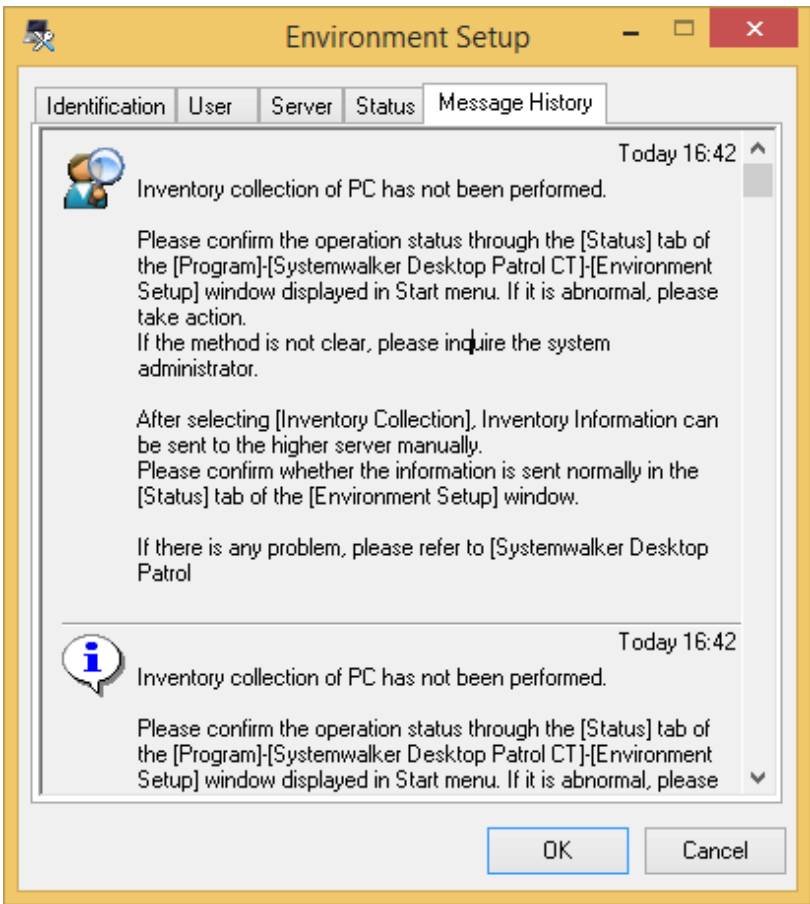 Environment Setup
Identification User Server Status Message History
Today 16:42
Inventory collection of PC has not been performed.
Please confirm the operation status through the [Status] tab of
the [Program]-[Systemwalker Desktop Patrol CT]-[Environment
Setup] window displayed in Start menu. If it is abnormal, please
take action.
If the method is not clear, please inquire the system
administrator.
After selecting [Inventory Collection], Inventory Information can
be sent to the higher server manually.
Please confirm whether the information is sent normally in the
[Status] tab of the [Environment Setup] window.
If there is any problem, please refer to [Systemwalker Desktop
Patrol
Today 16:42
Inventory collection of PC has not been performed.
Please confirm the operation status through the [Status] tab of
the [Program]-[Systemwalker Desktop Patrol CT]-[Environment
Setup] window displayed in Start menu. If it is abnormal, please
OK Cancel